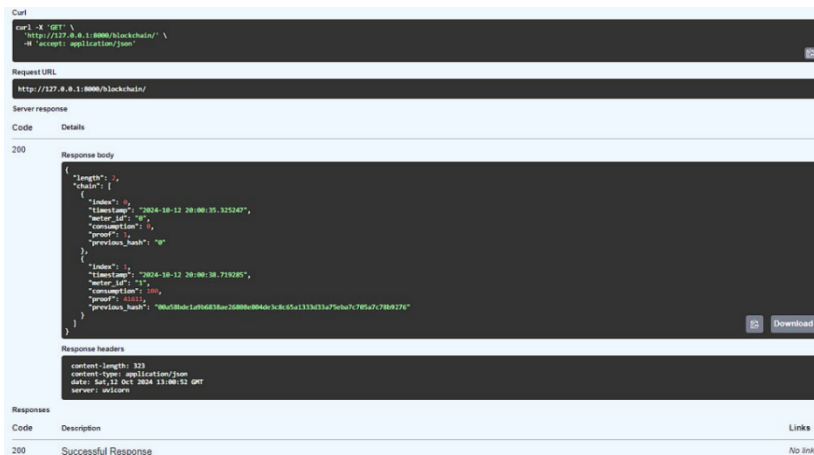 Curl
curl -X 'GET' \
'http://127.0.0.1:8000/blockchain/' \
-H 'accept: application/json'
Request URL
http://127.0.0.1:8000/blockchain/
Server response
Code Details
200
Response body
{
"length": 2,
"chain": [
{
"index": 0,
"timestamp": "2024-10-12 20:00:35.325247",
"meter_id": "0",
"consumption": 0,
"proof": 1,
"previous_hash": "0"
},
{
"index": 1,
"timestamp": "2024-10-12 20:00:38.719285",
"meter_id": "1",
"consumption": 100,
"proof": 41611,
"previous_hash":
}
]
}
Download
Response headers
content-length: 323
content-type: application/json
date: Sat,12 Oct 2024 13:00:52 GMT
server: uvicorn
Responses
Code Description Links
200 Successful Response No link